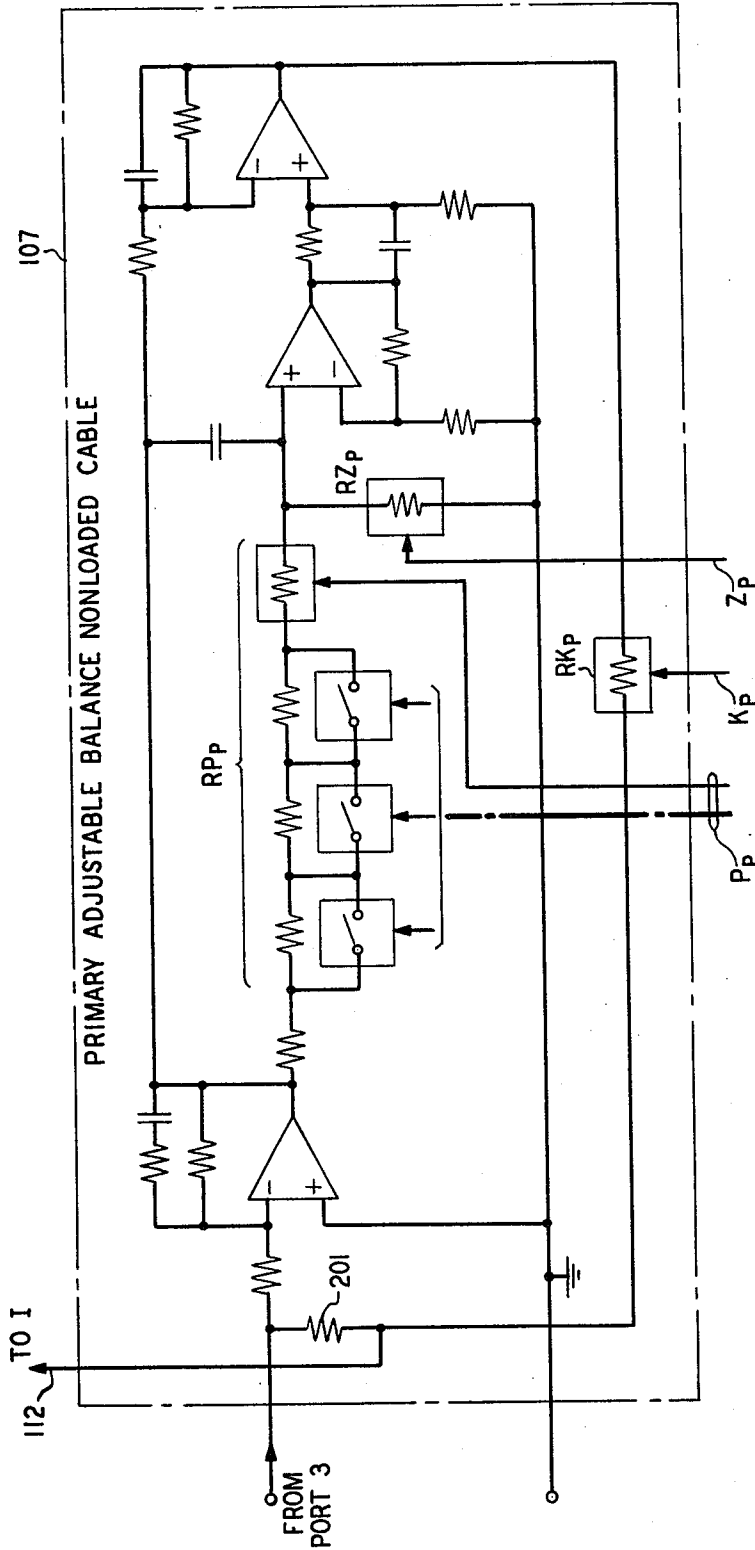 107
PRIMARY ADJUSTABLE BALANCE NONLOADED CABLE
TO I
112
FROM
PORT 3
201
RPp
RZp
RKp
Pp
Kp
Zp
−
+
+
−
−
+